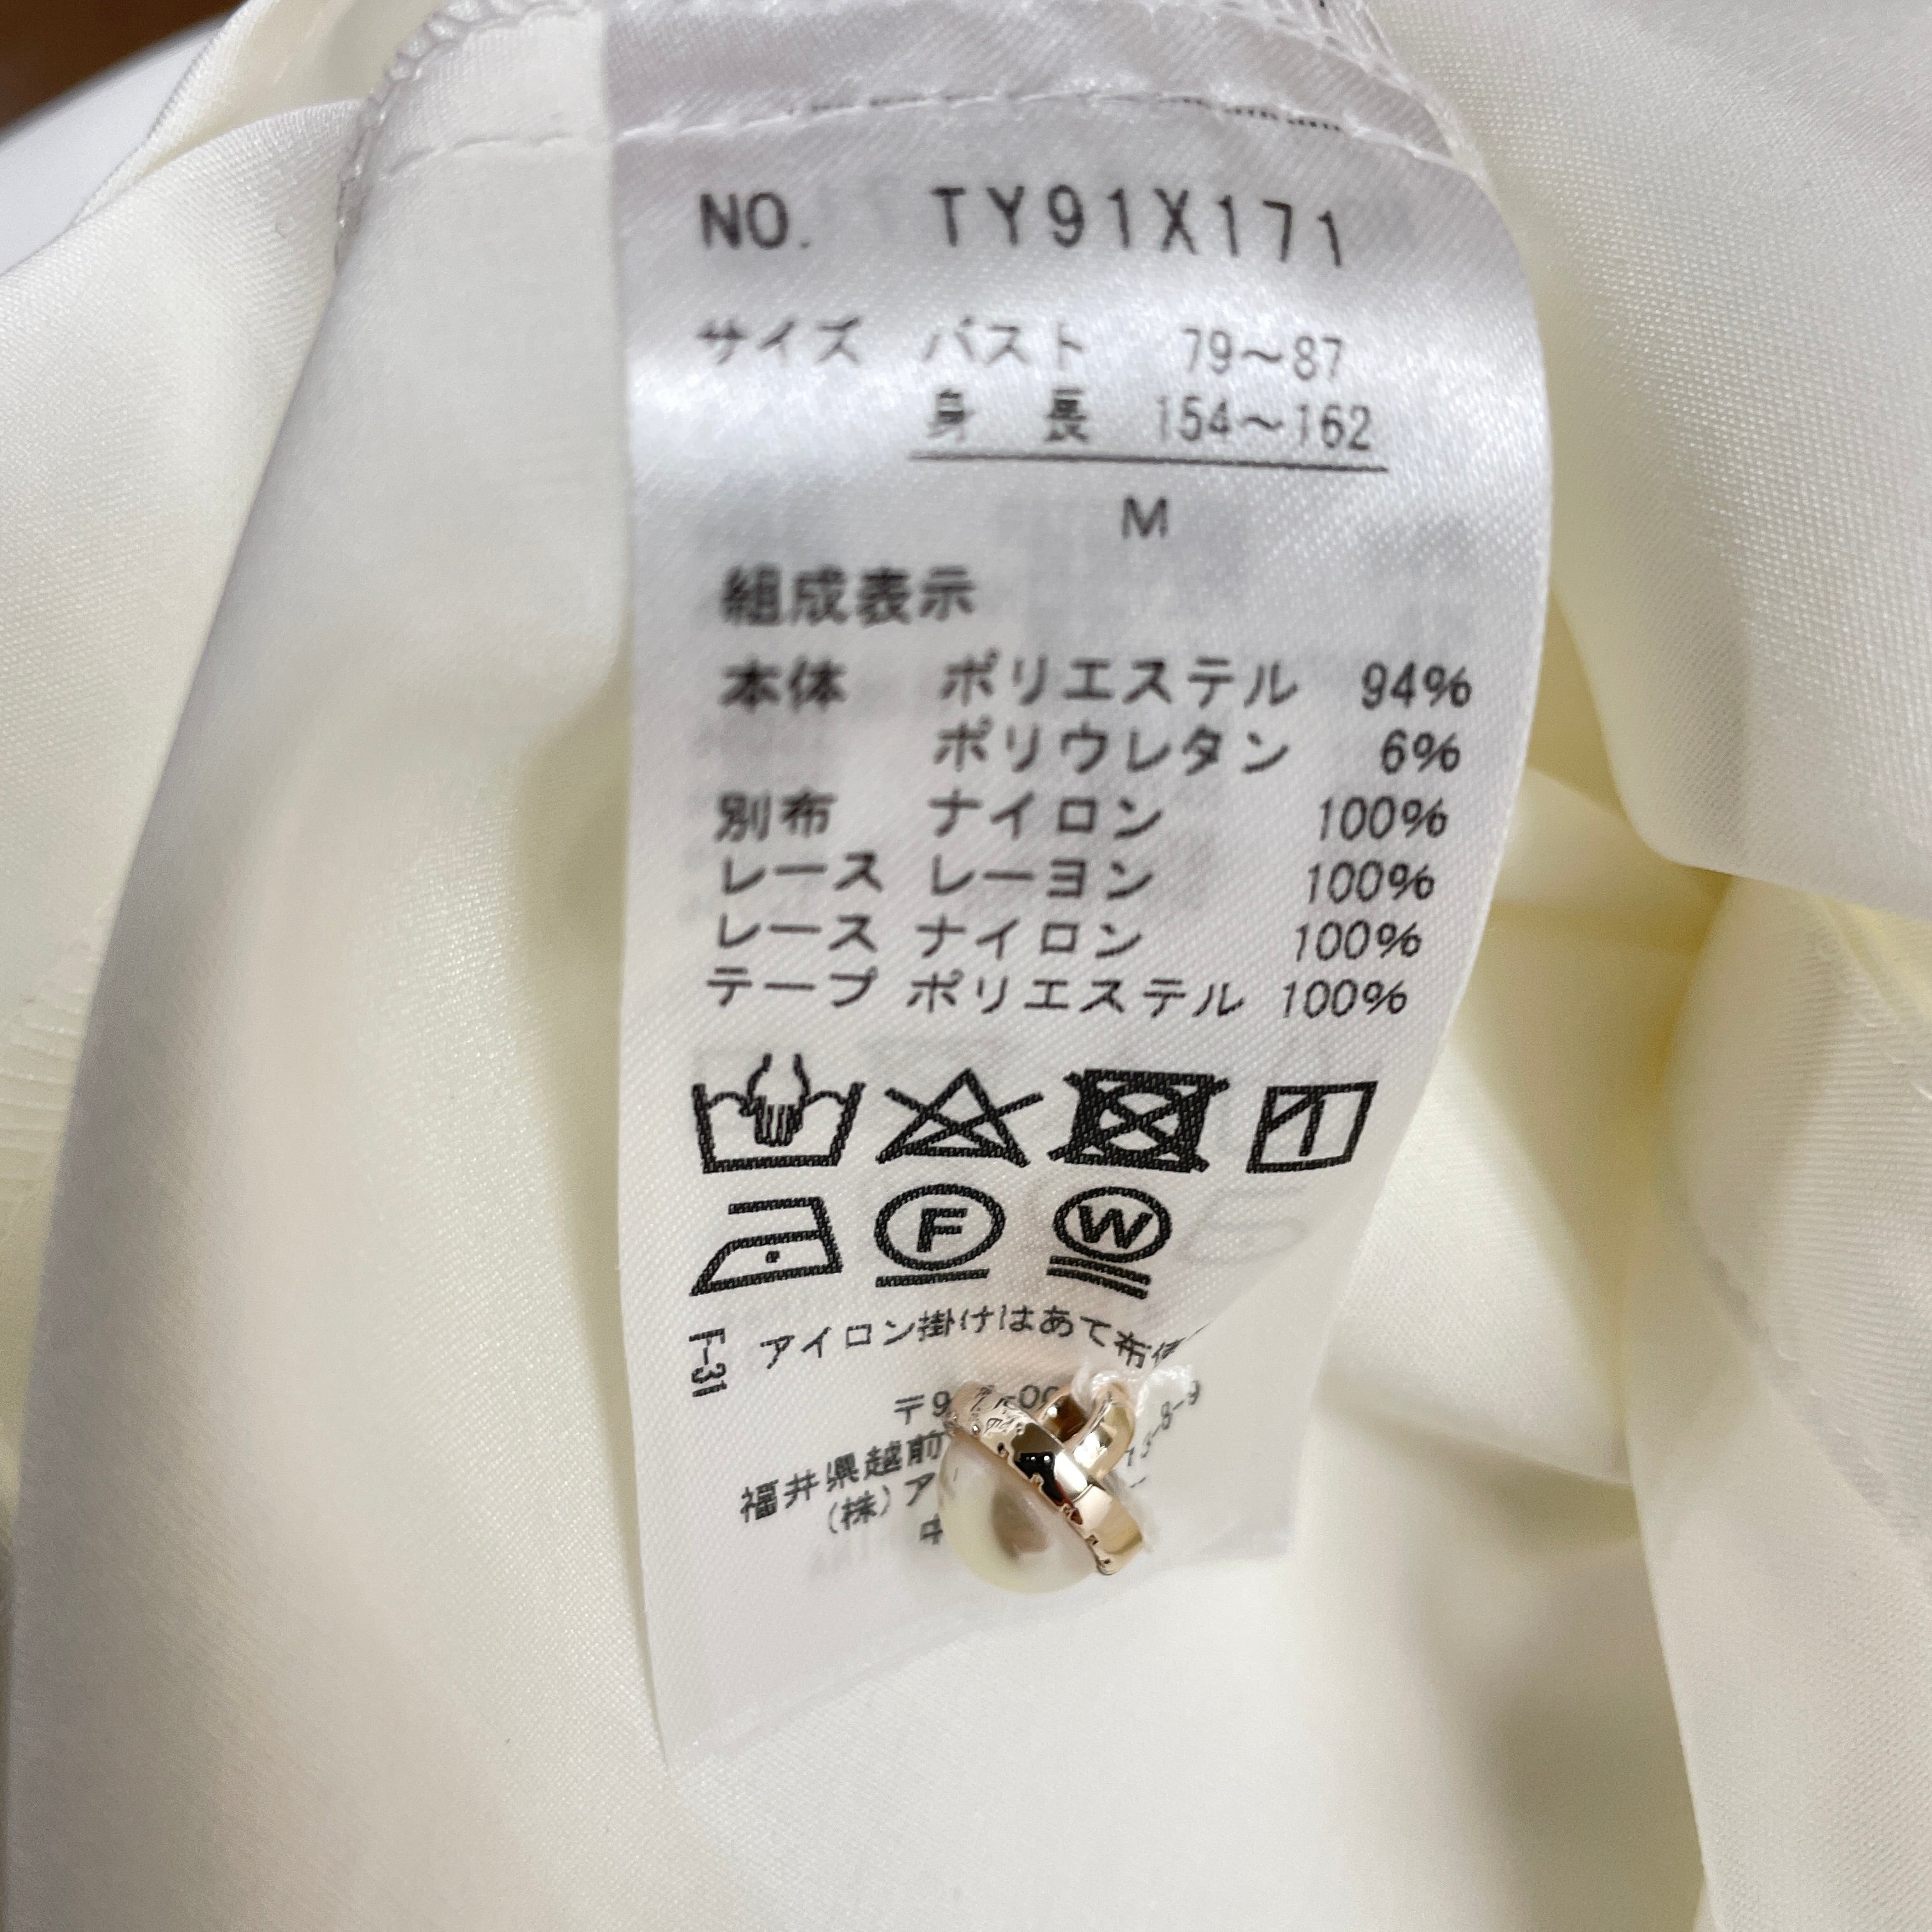 NO. TY91X171
サイズ バスト 79～87
身長 154～162
M
組成表示
本体 ポリエステル 94%
ポリウレタン 6%
別布 ナイロン 100%
レース レーヨン 100%
レース ナイロン 100%
テープ ポリエステル 100%
F
W
F-31
アイロン掛けはあて布
〒9
福井県越前
-8-9
(株)ア